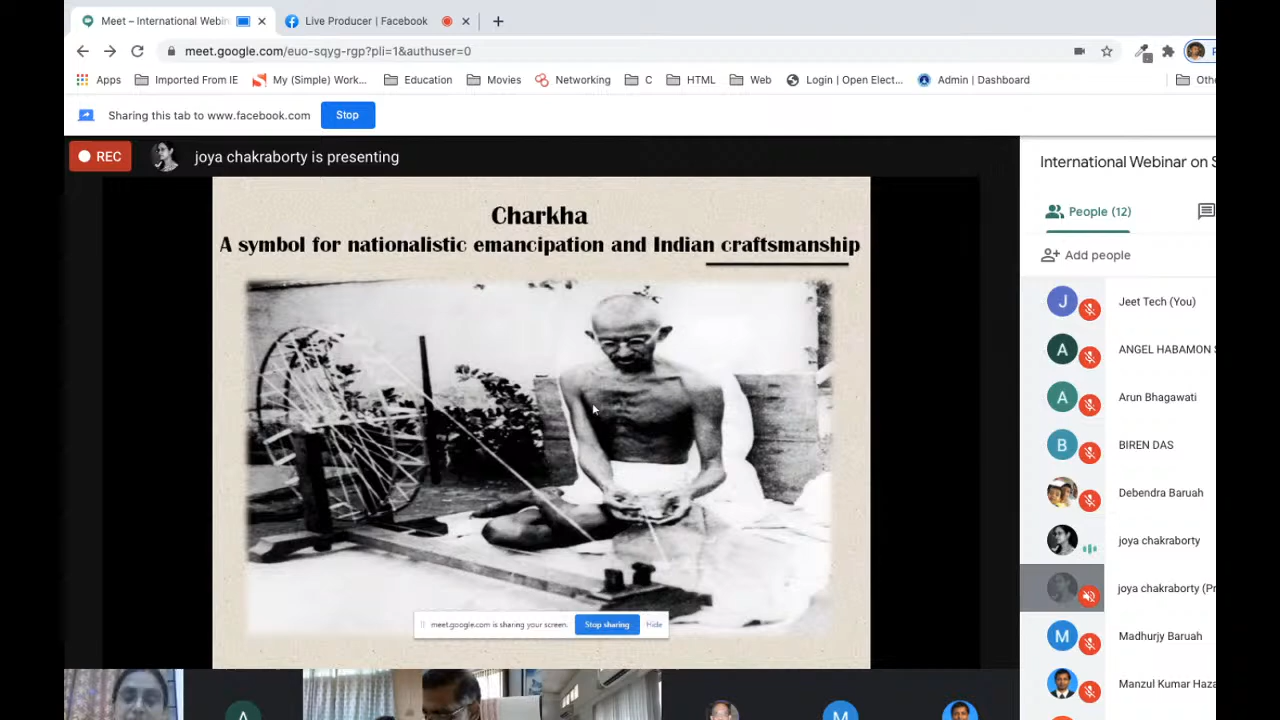 Meet – International Webin
Live Producer | Facebook
meet.google.com/euo-sqyg-rgp?pli=1&authuser=0
Apps Imported From IE My (Simple) Work... Education Movies Networking C HTML Web Login | Open Elect... Admin | Dashboard Othe
Sharing this tab to www.facebook.com Stop
REC joya chakraborty is presenting
Charkha
A symbol for nationalistic emancipation and Indian craftsmanship
meet.google.com is sharing your screen. Stop sharing Hide
A
M
International Webinar on S
People (12)
Add people
J Jeet Tech (You)
A ANGEL HABAMON S
A Arun Bhagawati
B BIREN DAS
Debendra Baruah
joya chakraborty
joya chakraborty (Pr
M Madhurjy Baruah
Manzul Kumar Haza